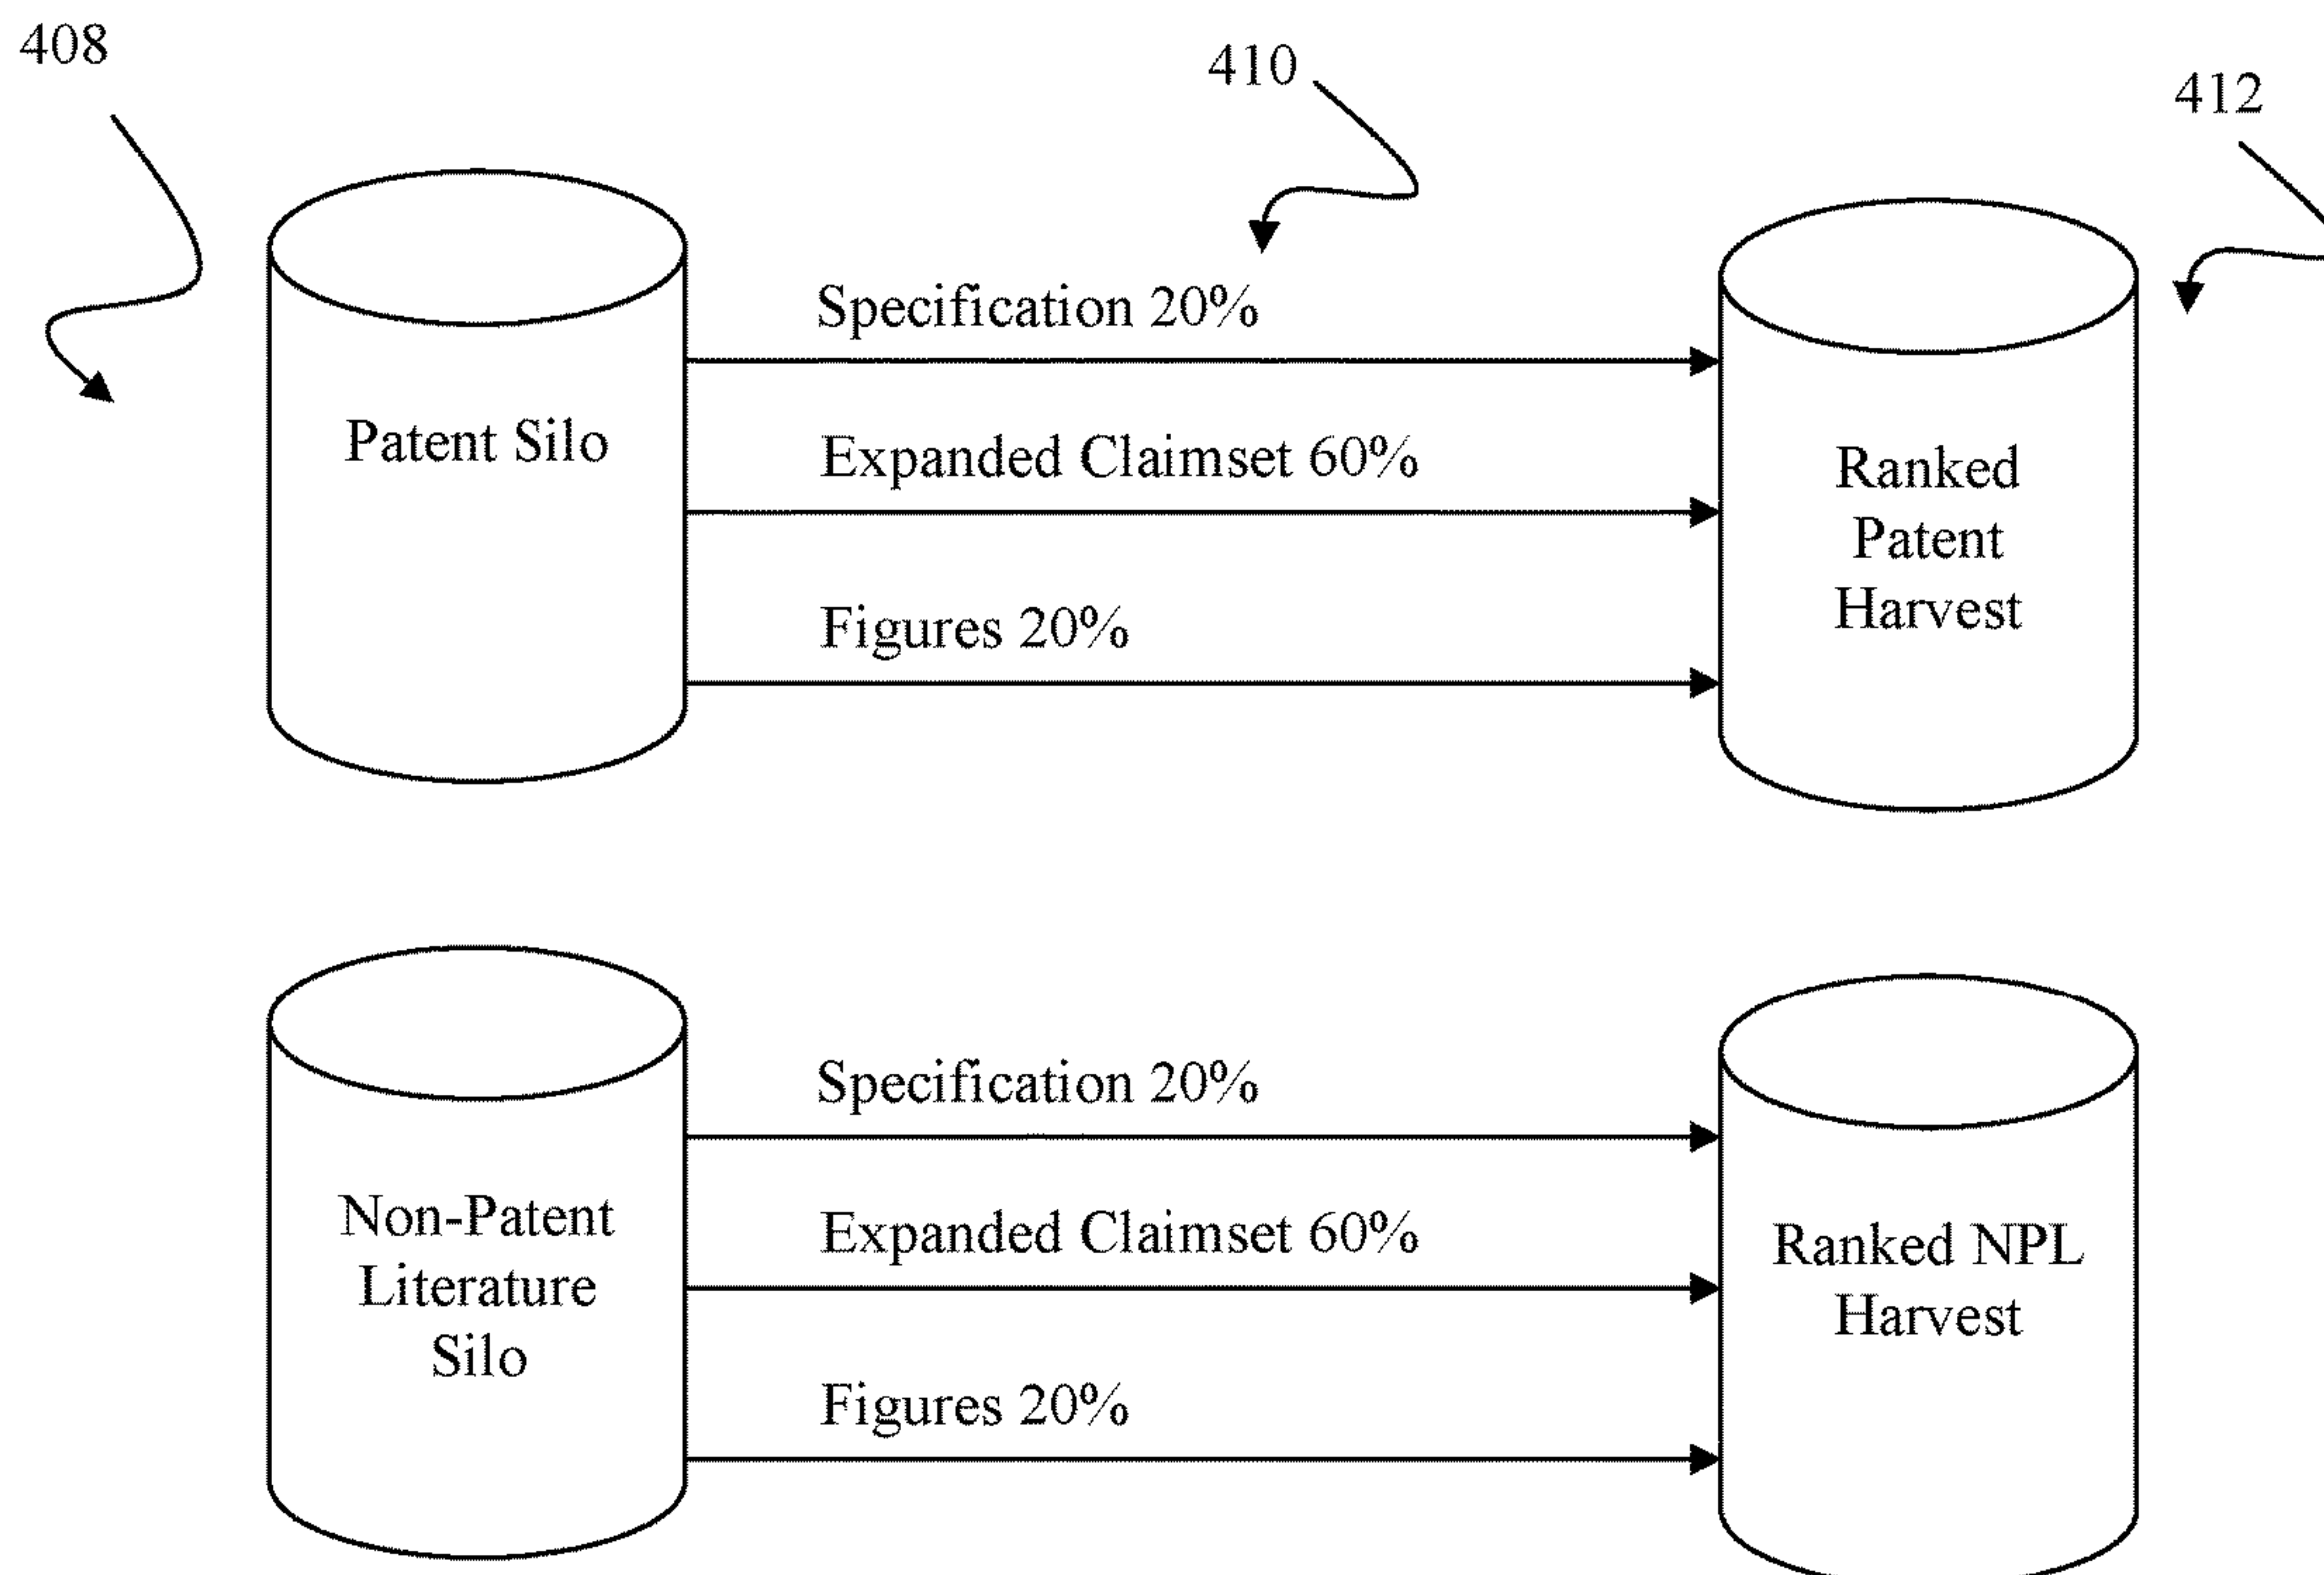 408
410
412
Specification 20%
Patent Silo
Expanded Claimset 60%
Ranked
Patent
Harvest
Figures 20%
Specification 20%
Non-Patent
Literature
Silo
Expanded Claimset 60%
Ranked NPL
Harvest
Figures 20%